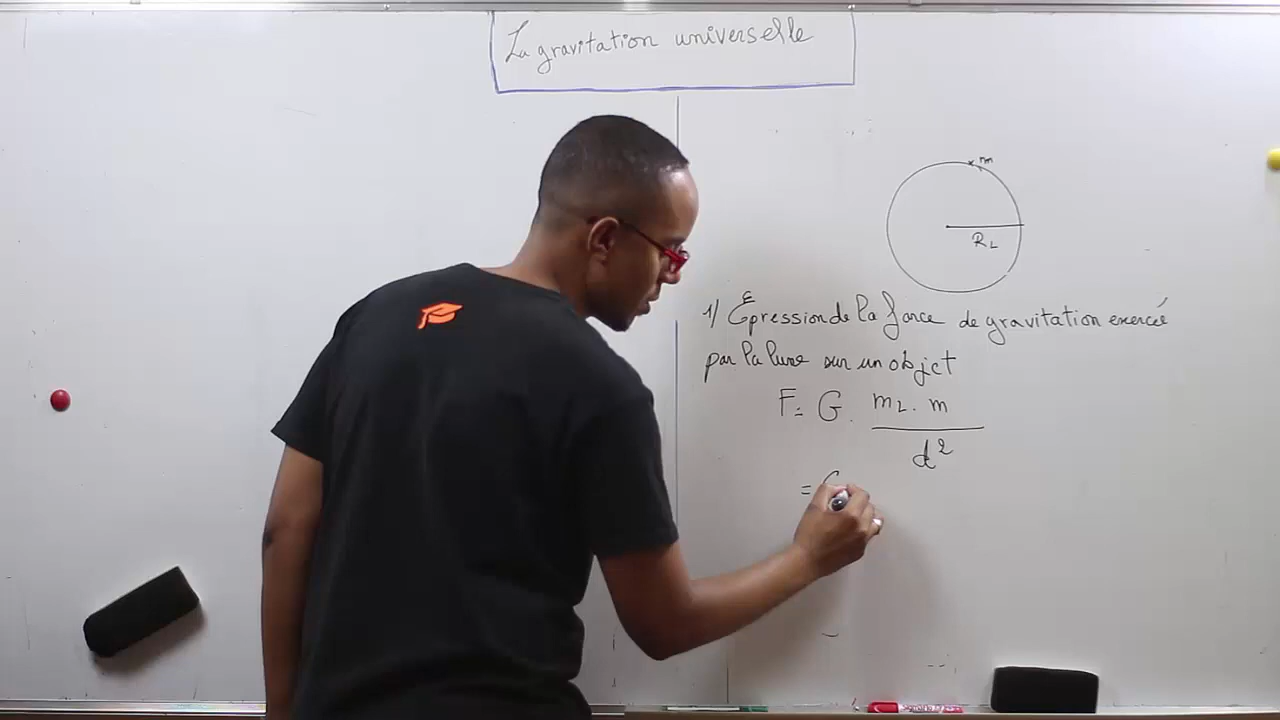 La gravitation universelle
m
RL
1) Epression de la force de gravitation exercée
par la lune sur un objet
F = G. mL. m
d²
= G